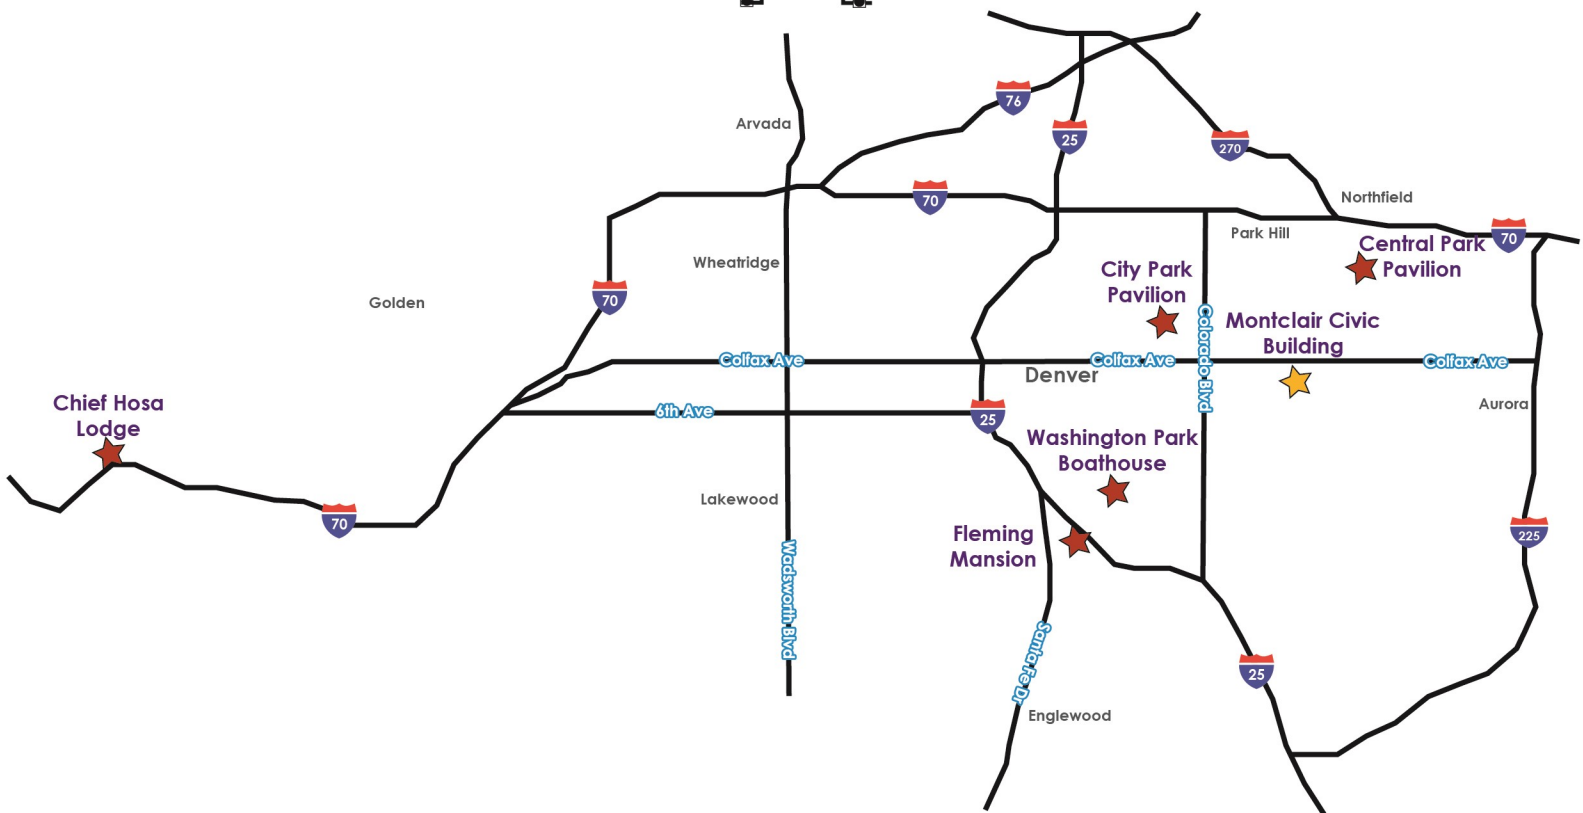 Arvada
76
25
270
70
Northfield
Park Hill
70
Central Park
Pavilion
Wheatridge
City Park
Pavilion
Golden
70
Colorado Blvd
Montclair Civic
Building
Colfax Ave
Colfax Ave
Colfax Ave
Denver
Chief Hosa
Lodge
6th Ave
25
Aurora
Washington Park
Boathouse
Lakewood
70
Fleming
Mansion
225
Wadsworth Blvd
Santa Fe Dr
25
Englewood